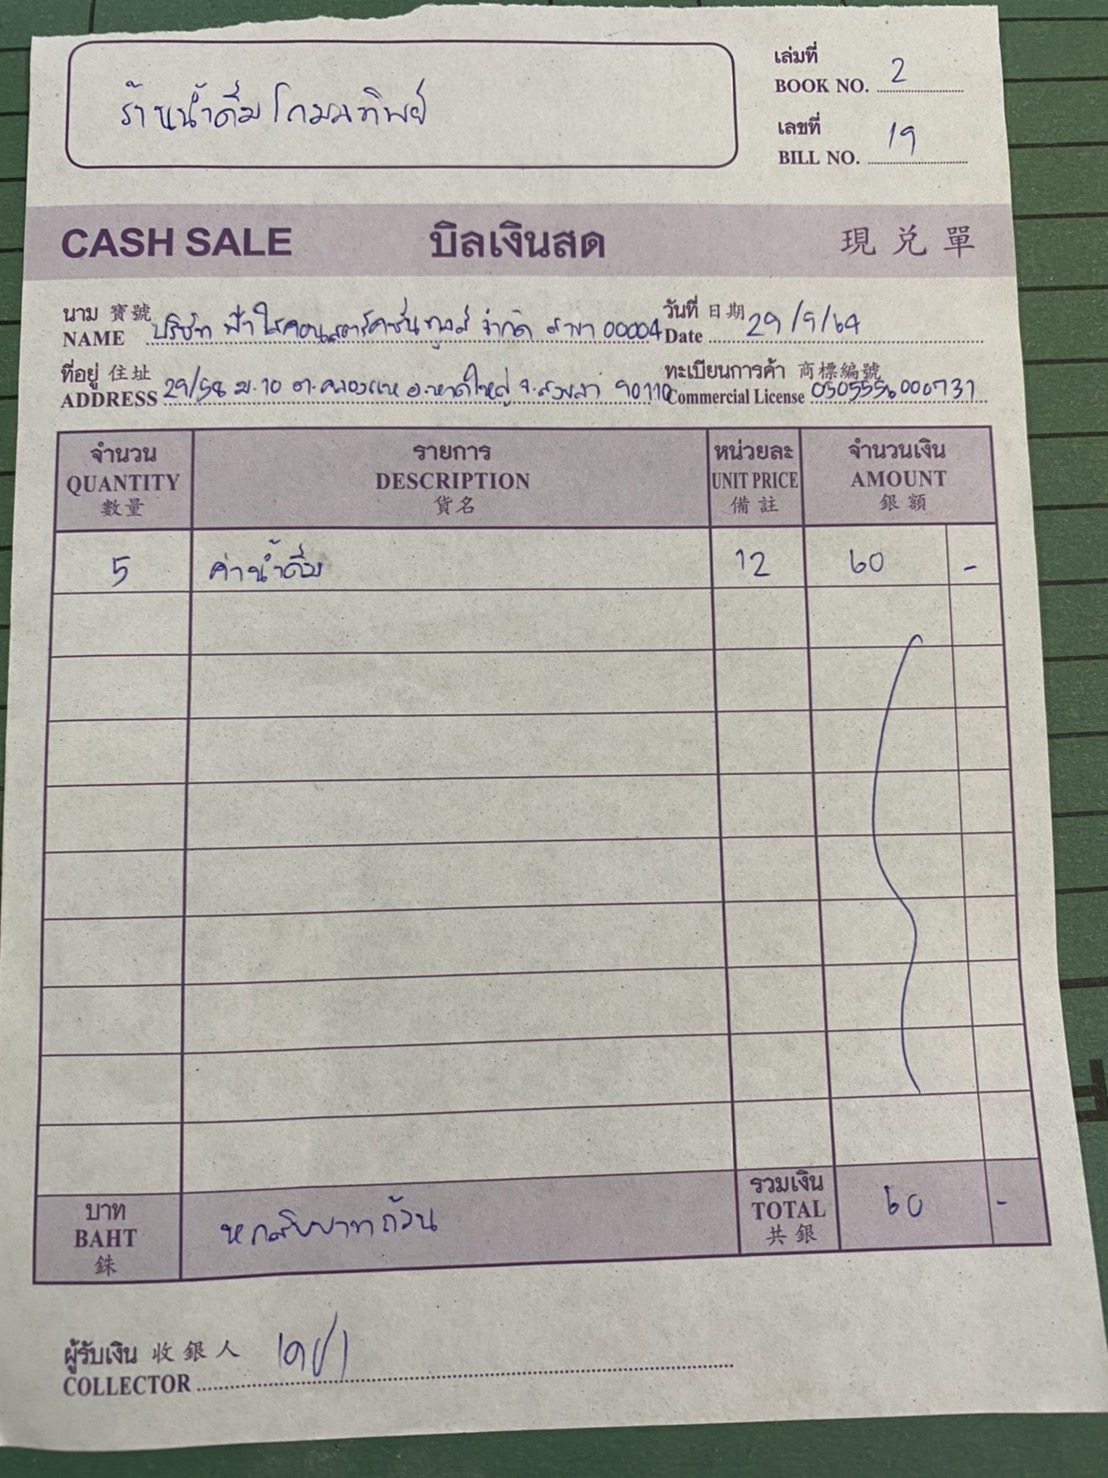 ร้านน้ำดื่มโกมลทิพย์
เล่มที่
BOOK NO. 2
เลขที่
BILL NO. 19
CASH SALE บิลเงินสด 現兑單
นาม 寶號
NAME บริษัท ฟ้าใสคอนสตรัคชั่น ทูลส์ จำกัด สาขา 00004
วันที่ 日期
Date 29/9/64
ที่อยู่ 住址
ADDRESS 29/58 ม.10 ต.คลองแห อ.หาดใหญ่ จ.สงขลา 90110
ทะเบียนการค้า 商標編號
Commercial License 0505556000731
จำนวน รายการ หน่วยละ จำนวนเงิน
QUANTITY DESCRIPTION UNIT PRICE AMOUNT
數量 貨名 備註 銀額
5 ค่าน้ำดื่ม 12 60 -
บาท
BAHT
銖
หกสิบบาทถ้วน
รวมเงิน
TOTAL
共銀
60 -
ผู้รับเงิน 收銀人
COLLECTOR